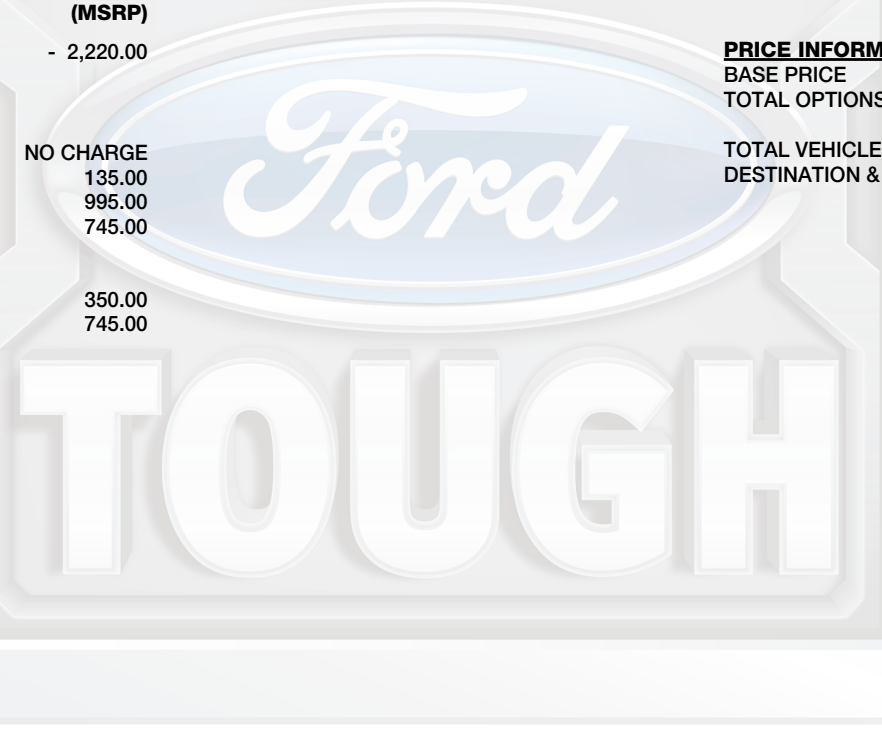 (MSRP)
- 2,220.00
NO CHARGE
135.00
995.00
745.00
350.00
745.00
PRICE INFORM
BASE PRICE
TOTAL OPTIONS
TOTAL VEHICLE
DESTINATION &
Ford
TOUGH